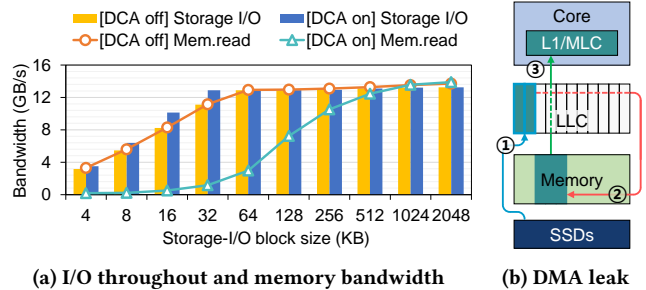 [DCA off] Storage I/O [DCA on] Storage I/O
[DCA off] Mem.read [DCA on] Mem.read
Bandwidth (GB/s)
16
12
8
4
0
4 8 16 32 64 128 256 512 1024 2048
Storage-I/O block size (KB)
(a) I/O throughout and memory bandwidth
Core
L1/MLC
3
LLC
1
Memory
2
SSDs
(b) DMA leak